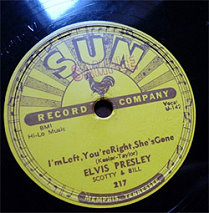 SUN
RECORD COMPANY
BMI
Hi-Lo Music
Vocal
U-142
I'm Left, You're Right, She's Gone
(Kesler-Taylor)
ELVIS PRESLEY
SCOTTY & BILL
217
MEMPHIS, TENNESSEE